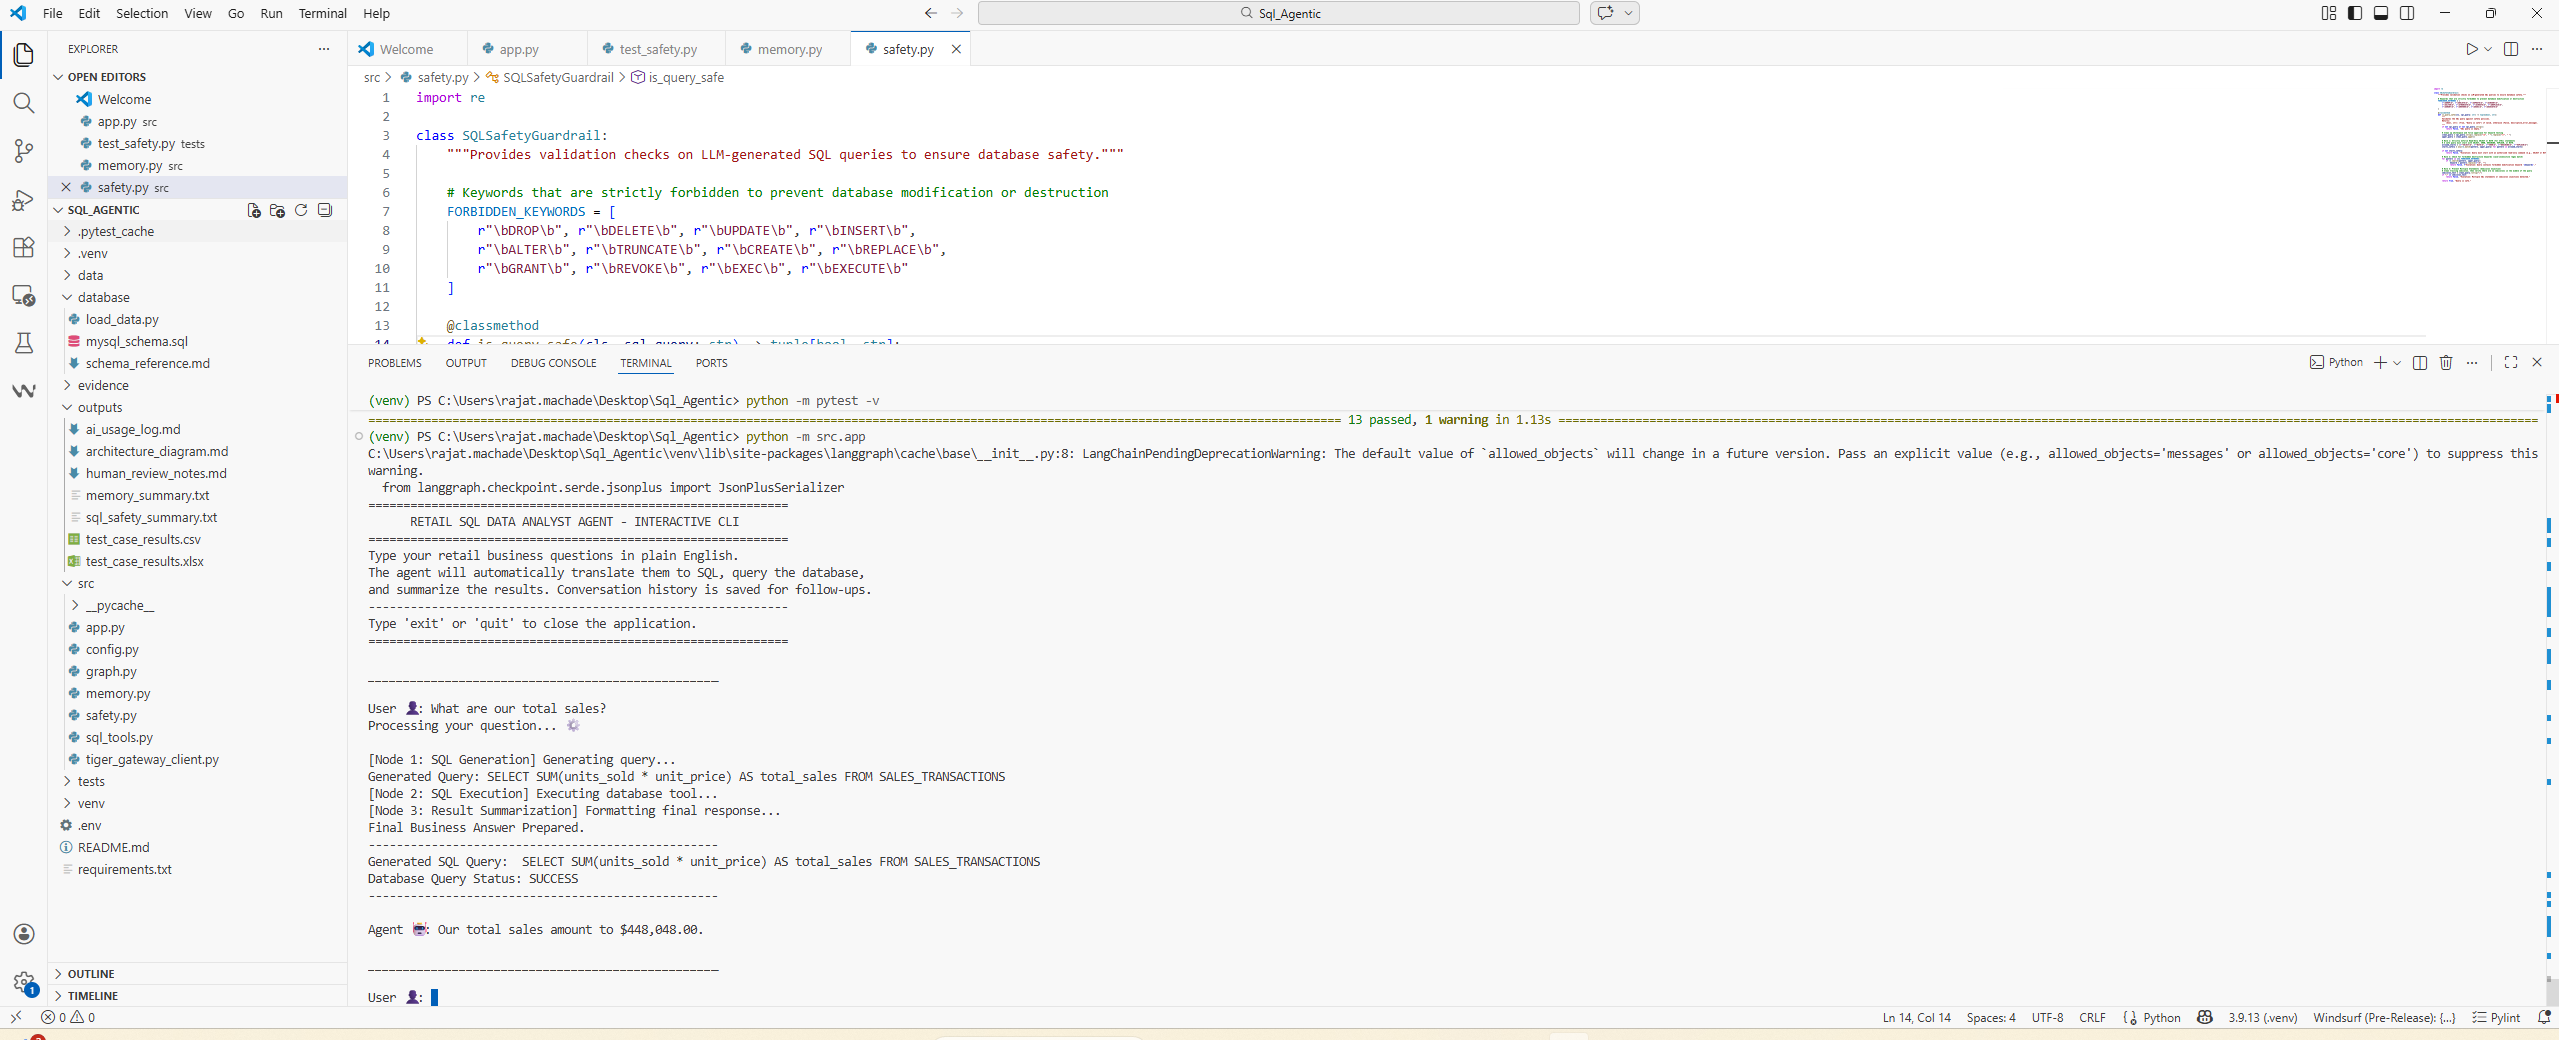 File Edit Selection View Go Run Terminal Help
Sql_Agentic
EXPLORER
OPEN EDITORS
Welcome
app.py src
test_safety.py tests
memory.py src
safety.py src
SQL_AGENTIC
.pytest_cache
.venv
data
database
load_data.py
mysql_schema.sql
schema_reference.md
evidence
outputs
ai_usage_log.md
architecture_diagram.md
human_review_notes.md
memory_summary.txt
sql_safety_summary.txt
test_case_results.csv
test_case_results.xlsx
src
__pycache__
app.py
config.py
graph.py
memory.py
safety.py
sql_tools.py
tiger_gateway_client.py
tests
venv
.env
README.md
requirements.txt
OUTLINE
TIMELINE
1
Welcome app.py test_safety.py memory.py safety.py
src > safety.py > SQLSafetyGuardrail > is_query_safe
1 import re
2
3 class SQLSafetyGuardrail:
4 """Provides validation checks on LLM-generated SQL queries to ensure database safety."""
5
6 # Keywords that are strictly forbidden to prevent database modification or destruction
7 FORBIDDEN_KEYWORDS = [
8 r"\bDROP\b", r"\bDELETE\b", r"\bUPDATE\b", r"\bINSERT\b",
9 r"\bALTER\b", r"\bTRUNCATE\b", r"\bCREATE\b", r"\bREPLACE\b",
10 r"\bGRANT\b", r"\bREVOKE\b", r"\bEXEC\b", r"\bEXECUTE\b"
11 ]
12
13 @classmethod
14 def is_query_safe(cls, sql_query: str) -> tuple[bool, str]:
PROBLEMS OUTPUT DEBUG CONSOLE TERMINAL PORTS
Python
(venv) PS C:\Users\rajat.machade\Desktop\Sql_Agentic> python -m pytest -v
13 passed, 1 warning in 1.13s
(venv) PS C:\Users\rajat.machade\Desktop\Sql_Agentic> python -m src.app
C:\Users\rajat.machade\Desktop\Sql_Agentic\venv\lib\site-packages\langgraph\cache\base\__init__.py:8: LangChainPendingDeprecationWarning: The default value of `allowed_objects` will change in a future version. Pass an explicit value (e.g., allowed_objects='messages' or allowed_objects='core') to suppress this
warning.
from langgraph.checkpoint.serde.jsonplus import JsonPlusSerializer
============================================================
RETAIL SQL DATA ANALYST AGENT - INTERACTIVE CLI
============================================================
Type your retail business questions in plain English.
The agent will automatically translate them to SQL, query the database,
and summarize the results. Conversation history is saved for follow-ups.
------------------------------------------------------------
Type 'exit' or 'quit' to close the application.
============================================================
__________________________________________________
User 👤: What are our total sales?
Processing your question... ⚙️
[Node 1: SQL Generation] Generating query...
Generated Query: SELECT SUM(units_sold * unit_price) AS total_sales FROM SALES_TRANSACTIONS
[Node 2: SQL Execution] Executing database tool...
[Node 3: Result Summarization] Formatting final response...
Final Business Answer Prepared.
--------------------------------------------------
Generated SQL Query: SELECT SUM(units_sold * unit_price) AS total_sales FROM SALES_TRANSACTIONS
Database Query Status: SUCCESS
--------------------------------------------------
Agent 🤖: Our total sales amount to $448,048.00.
__________________________________________________
User 👤:
0 0 Ln 14, Col 14 Spaces: 4 UTF-8 CRLF Python 3.9.13 (.venv) Windsurf (Pre-Release): {...} Pylint